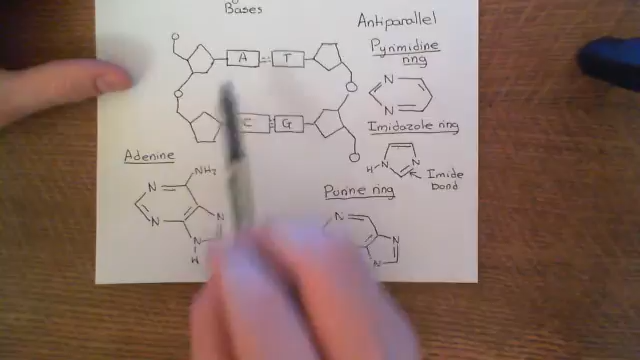 Bases
Antiparallel
A
T
Pyrimidine
ring
N
N
C
G
Imidazole ring
N
H
N
Imide
bond
Adenine
NH2
N
N
N
N
H
Purine ring
N
N
N